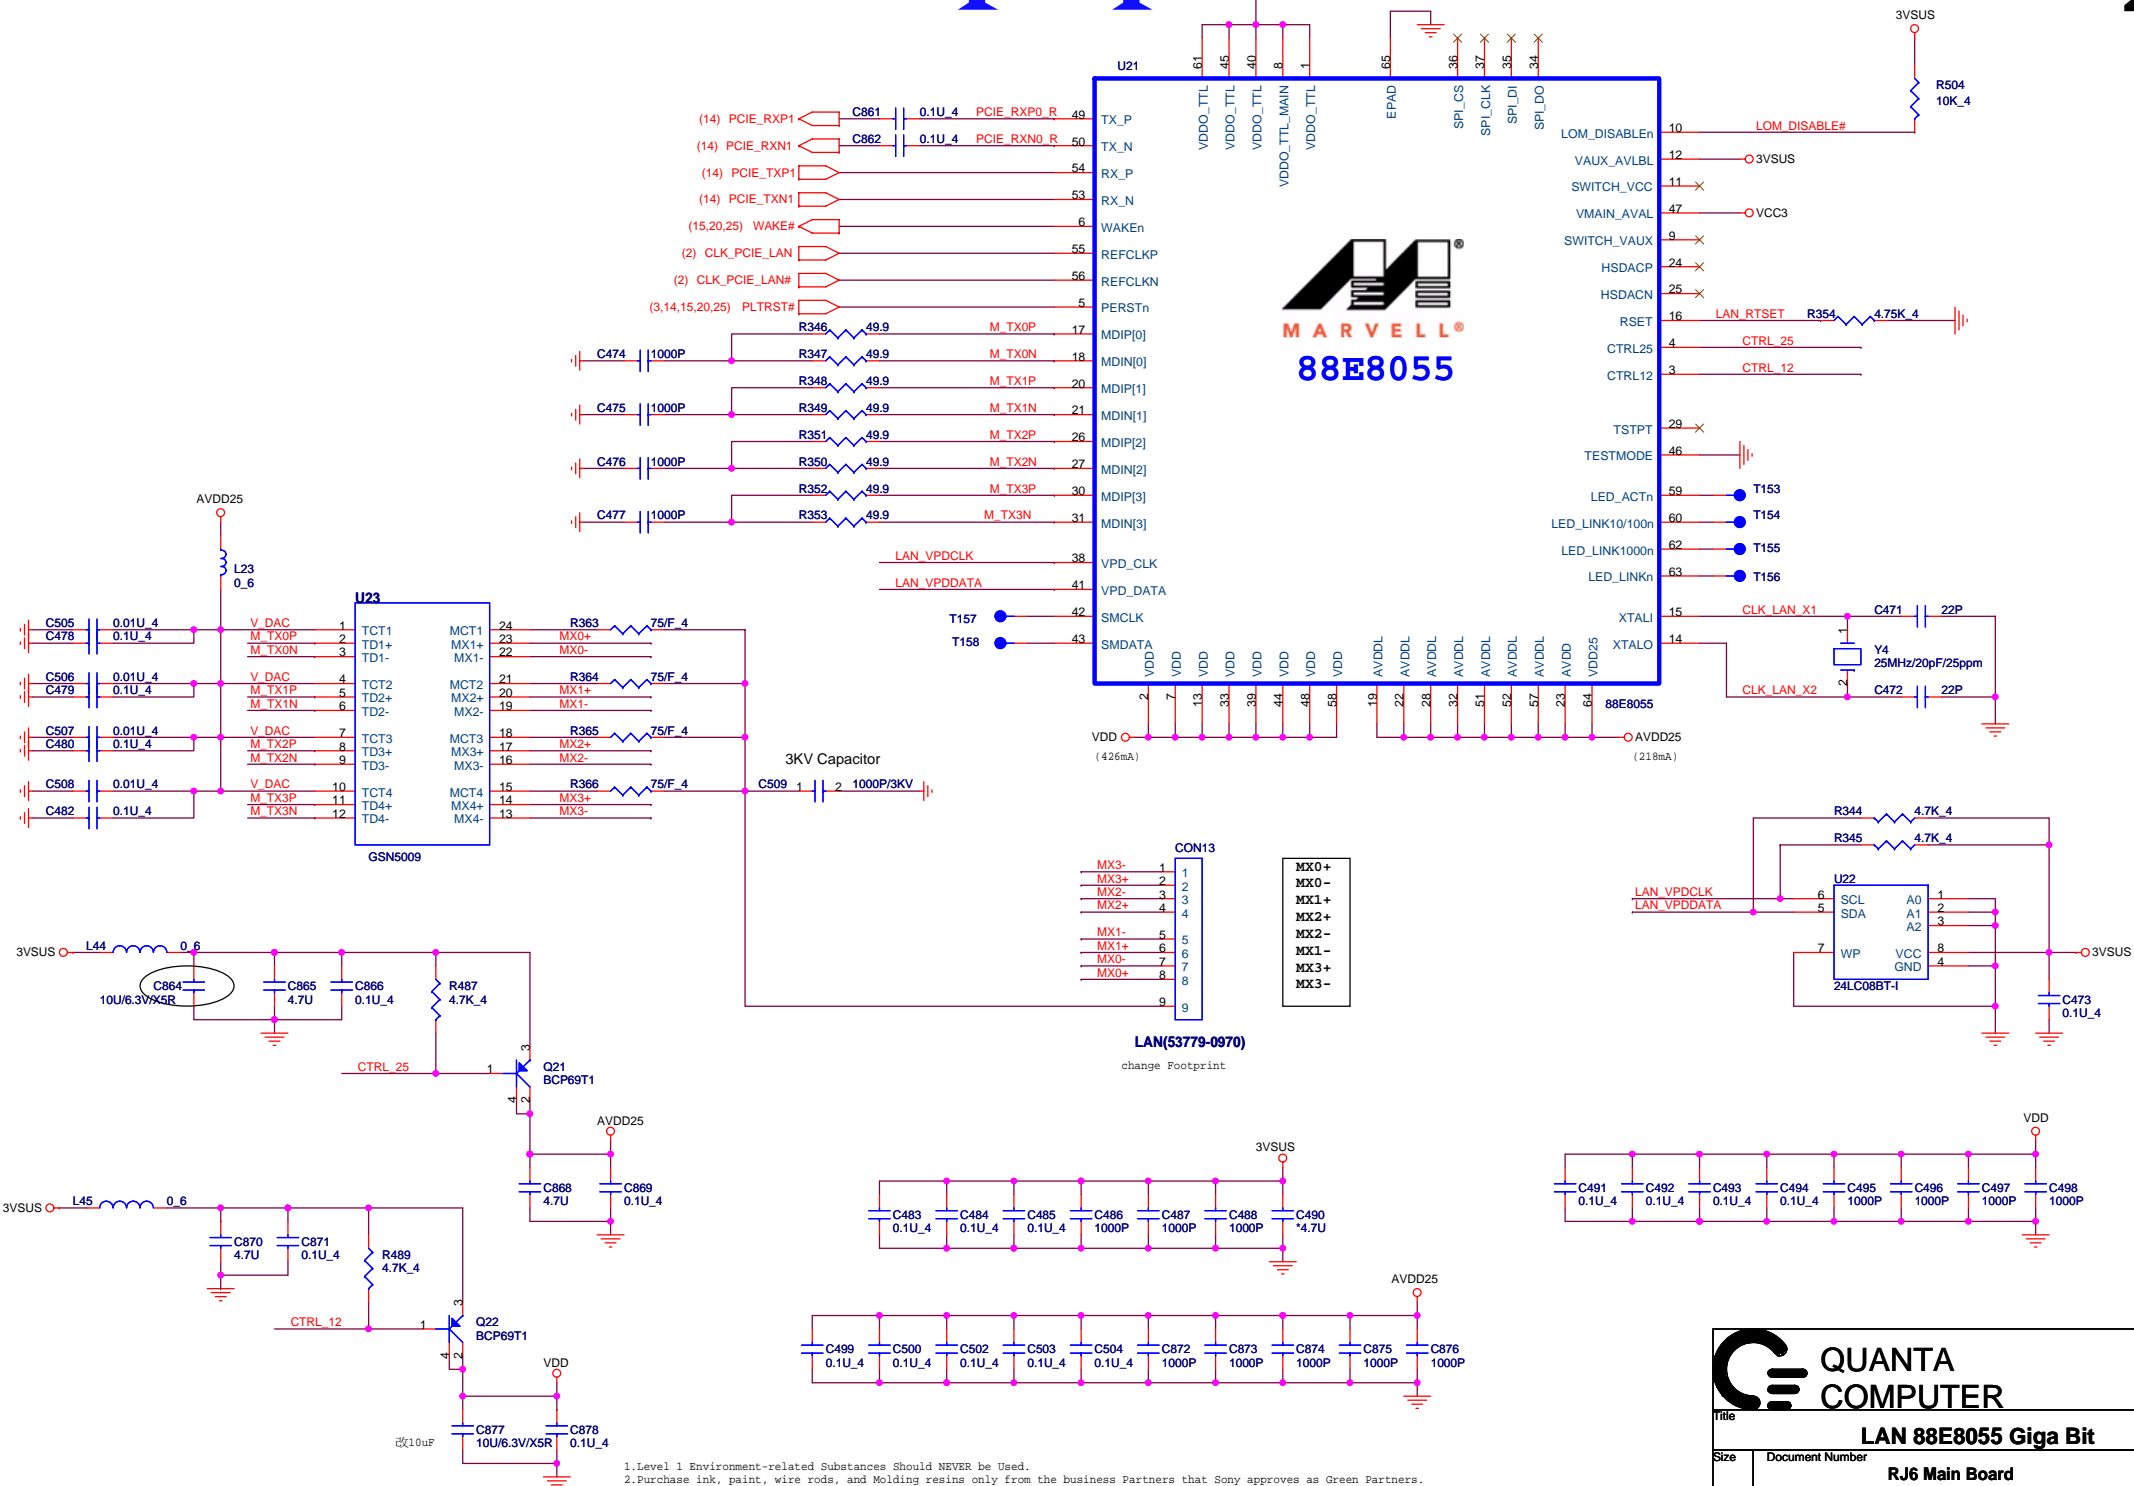 U21
61
45
40
8
1
65
36
37
35
34
VDDO_TTL
VDDO_TTL
VDDO_TTL
VDDO_TTL_MAIN
VDDO_TTL
EPAD
SPI_CS
SPI_CLK
SPI_DI
SPI_DO
3VSUS
R504
10K_4
(14) PCIE_RXP1 C861 0.1U_4 PCIE_RXP0_R 49 TX_P
(14) PCIE_RXN1 C862 0.1U_4 PCIE_RXN0_R 50 TX_N
(14) PCIE_TXP1 54 RX_P
(14) PCIE_TXN1 53 RX_N
(15,20,25) WAKE# 6 WAKEn
(2) CLK_PCIE_LAN 55 REFCLKP
(2) CLK_PCIE_LAN# 56 REFCLKN
(3,14,15,20,25) PLTRST# 5 PERSTn
R346 49.9 M_TX0P 17 MDIP[0]
C474 1000P R347 49.9 M_TX0N 18 MDIN[0]
R348 49.9 M_TX1P 20 MDIP[1]
C475 1000P R349 49.9 M_TX1N 21 MDIN[1]
R351 49.9 M_TX2P 26 MDIP[2]
C476 1000P R350 49.9 M_TX2N 27 MDIN[2]
R352 49.9 M_TX3P 30 MDIP[3]
C477 1000P R353 49.9 M_TX3N 31 MDIN[3]
LAN_VPDCLK 38 VPD_CLK
LAN_VPDDATA 41 VPD_DATA
T157 42 SMCLK
T158 43 SMDATA
MARVELL®
88E8055
LOM_DISABLEn 10 LOM_DISABLE#
VAUX_AVLBL 12 3VSUS
SWITCH_VCC 11
VMAIN_AVAL 47 VCC3
SWITCH_VAUX 9
HSDACP 24
HSDACN 25
RSET 16 LAN_RTSET R354 4.75K_4
CTRL25 4 CTRL_25
CTRL12 3 CTRL_12
TSTPT 29
TESTMODE 46
LED_ACTn 59 T153
LED_LINK10/100n 60 T154
LED_LINK1000n 62 T155
LED_LINKn 63 T156
XTALI 15 CLK_LAN_X1 C471 22P
1
Y4
25MHz/20pF/25ppm
2
XTALO 14
CLK_LAN_X2 C472 22P
VDD VDD VDD VDD VDD VDD VDD VDD AVDDL AVDDL AVDDL AVDDL AVDDL AVDDL AVDDL AVDD VDD25
2 7 13 33 39 44 48 58 19 22 28 32 51 52 57 23 64
88E8055
VDD
(426mA)
AVDD25
(218mA)
AVDD25
L23
0_6
U23
C505 0.01U_4 V_DAC 1 TCT1 MCT1 24 R363 75/F_4
C478 0.1U_4 M_TX0P 2 TD1+ MX1+ 23 MX0+
M_TX0N 3 TD1- MX1- 22 MX0-
C506 0.01U_4 V_DAC 4 TCT2 MCT2 21 R364 75/F_4
C479 0.1U_4 M_TX1P 5 TD2+ MX2+ 20 MX1+
M_TX1N 6 TD2- MX2- 19 MX1-
C507 0.01U_4 V_DAC 7 TCT3 MCT3 18 R365 75/F_4
C480 0.1U_4 M_TX2P 8 TD3+ MX3+ 17 MX2+
M_TX2N 9 TD3- MX3- 16 MX2-
C508 0.01U_4 V_DAC 10 TCT4 MCT4 15 R366 75/F_4
M_TX3P 11 TD4+ MX4+ 14 MX3+
C482 0.1U_4 M_TX3N 12 TD4- MX4- 13 MX3-
GSN5009
3KV Capacitor
C509 1 2 1000P/3KV
CON13
MX3- 1 1
MX3+ 2 2
MX2- 3 3
MX2+ 4 4
MX1- 5 5
MX1+ 6 6
MX0- 7 7
MX0+ 8 8
9 9
LAN(53779-0970)
change Footprint
MX0+
MX0-
MX1+
MX2+
MX2-
MX1-
MX3+
MX3-
R344 4.7K_4
R345 4.7K_4
U22
LAN_VPDCLK 6 SCL A0 1
LAN_VPDDATA 5 SDA A1 2
A2 3
7 WP VCC 8 3VSUS
GND 4
24LC08BT-I
C473
0.1U_4
3VSUS L44 0_6
C864
10U/6.3V/X5R
C865
4.7U
C866
0.1U_4
R487
4.7K_4
CTRL_25 1
3
Q21
BCP69T1
4 2
AVDD25
C868
4.7U
C869
0.1U_4
3VSUS L45 0_6
C870
4.7U
C871
0.1U_4
R489
4.7K_4
CTRL_12 1
3
Q22
BCP69T1
4 2
VDD
改10uF
C877
10U/6.3V/X5R
C878
0.1U_4
3VSUS
C483 C484 C485 C486 C487 C488 C490
0.1U_4 0.1U_4 0.1U_4 1000P 1000P 1000P *4.7U
AVDD25
C499 C500 C502 C503 C504 C872 C873 C874 C875 C876
0.1U_4 0.1U_4 0.1U_4 0.1U_4 0.1U_4 1000P 1000P 1000P 1000P 1000P
VDD
C491 C492 C493 C494 C495 C496 C497 C498
0.1U_4 0.1U_4 0.1U_4 0.1U_4 1000P 1000P 1000P 1000P
1.Level 1 Environment-related Substances Should NEVER be Used.
2.Purchase ink, paint, wire rods, and Molding resins only from the business Partners that Sony approves as Green Partners.
QUANTA
COMPUTER
Title
LAN 88E8055 Giga Bit
Size Document Number
RJ6 Main Board